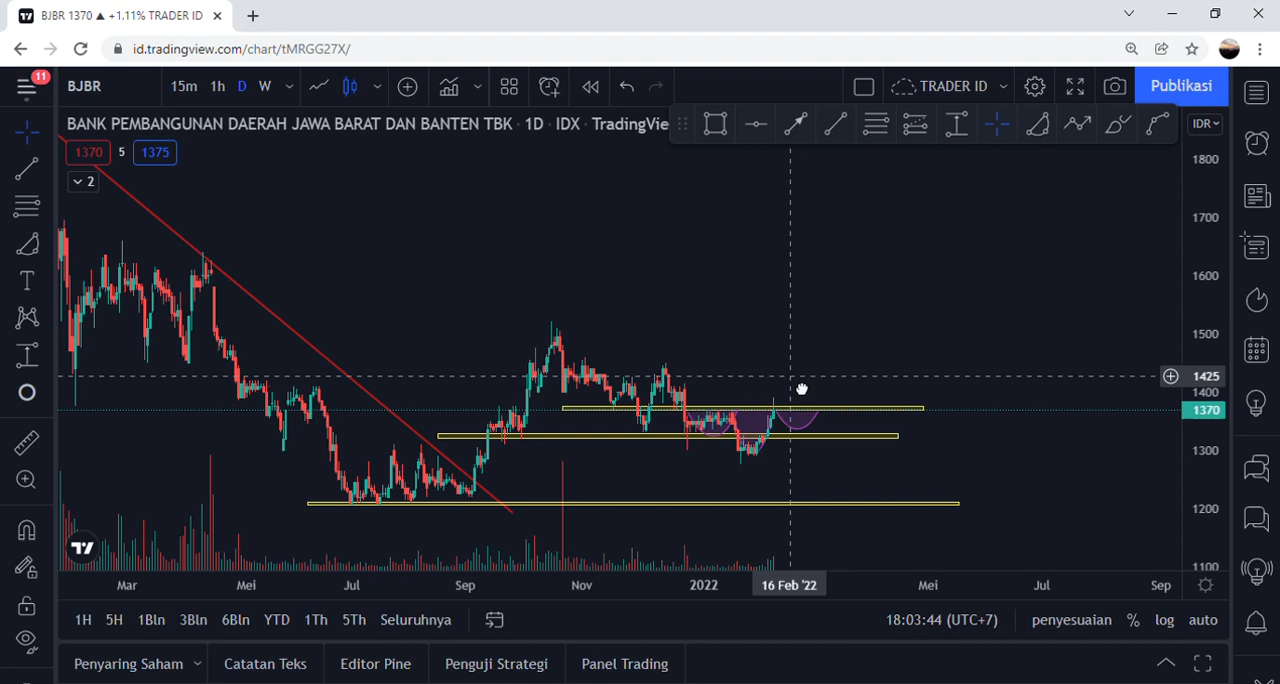 BJBR 1370 ▲ +1.11% TRADER ID
id.tradingview.com/chart/tMRGG27X/
11
BJBR 15m 1h D W TRADER ID Publikasi
BANK PEMBANGUNAN DAERAH JAWA BARAT DAN BANTEN TBK · 1D · IDX · TradingVie
IDR
1370 5 1375
2
1800
1700
1600
1500
1425
1400
1370
1300
1200
1100
Mar Mei Jul Sep Nov 2022 16 Feb '22 Mei Jul Sep
1H 5H 1Bln 3Bln 6Bln YTD 1Th 5Th Seluruhnya 18:03:44 (UTC+7) penyesuaian % log auto
Penyaring Saham Catatan Teks Editor Pine Penguji Strategi Panel Trading